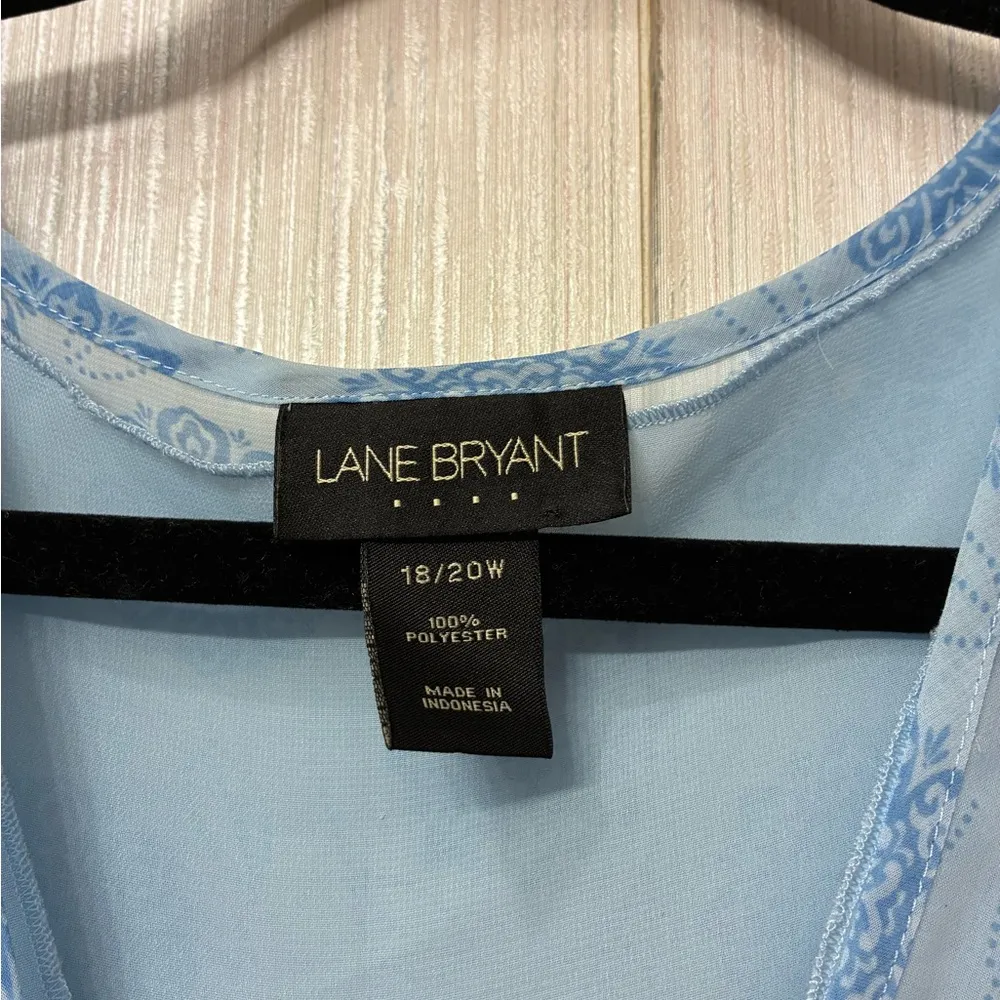 LANE BRYANT
18/20W
100%
POLYESTER
MADE IN
INDONESIA